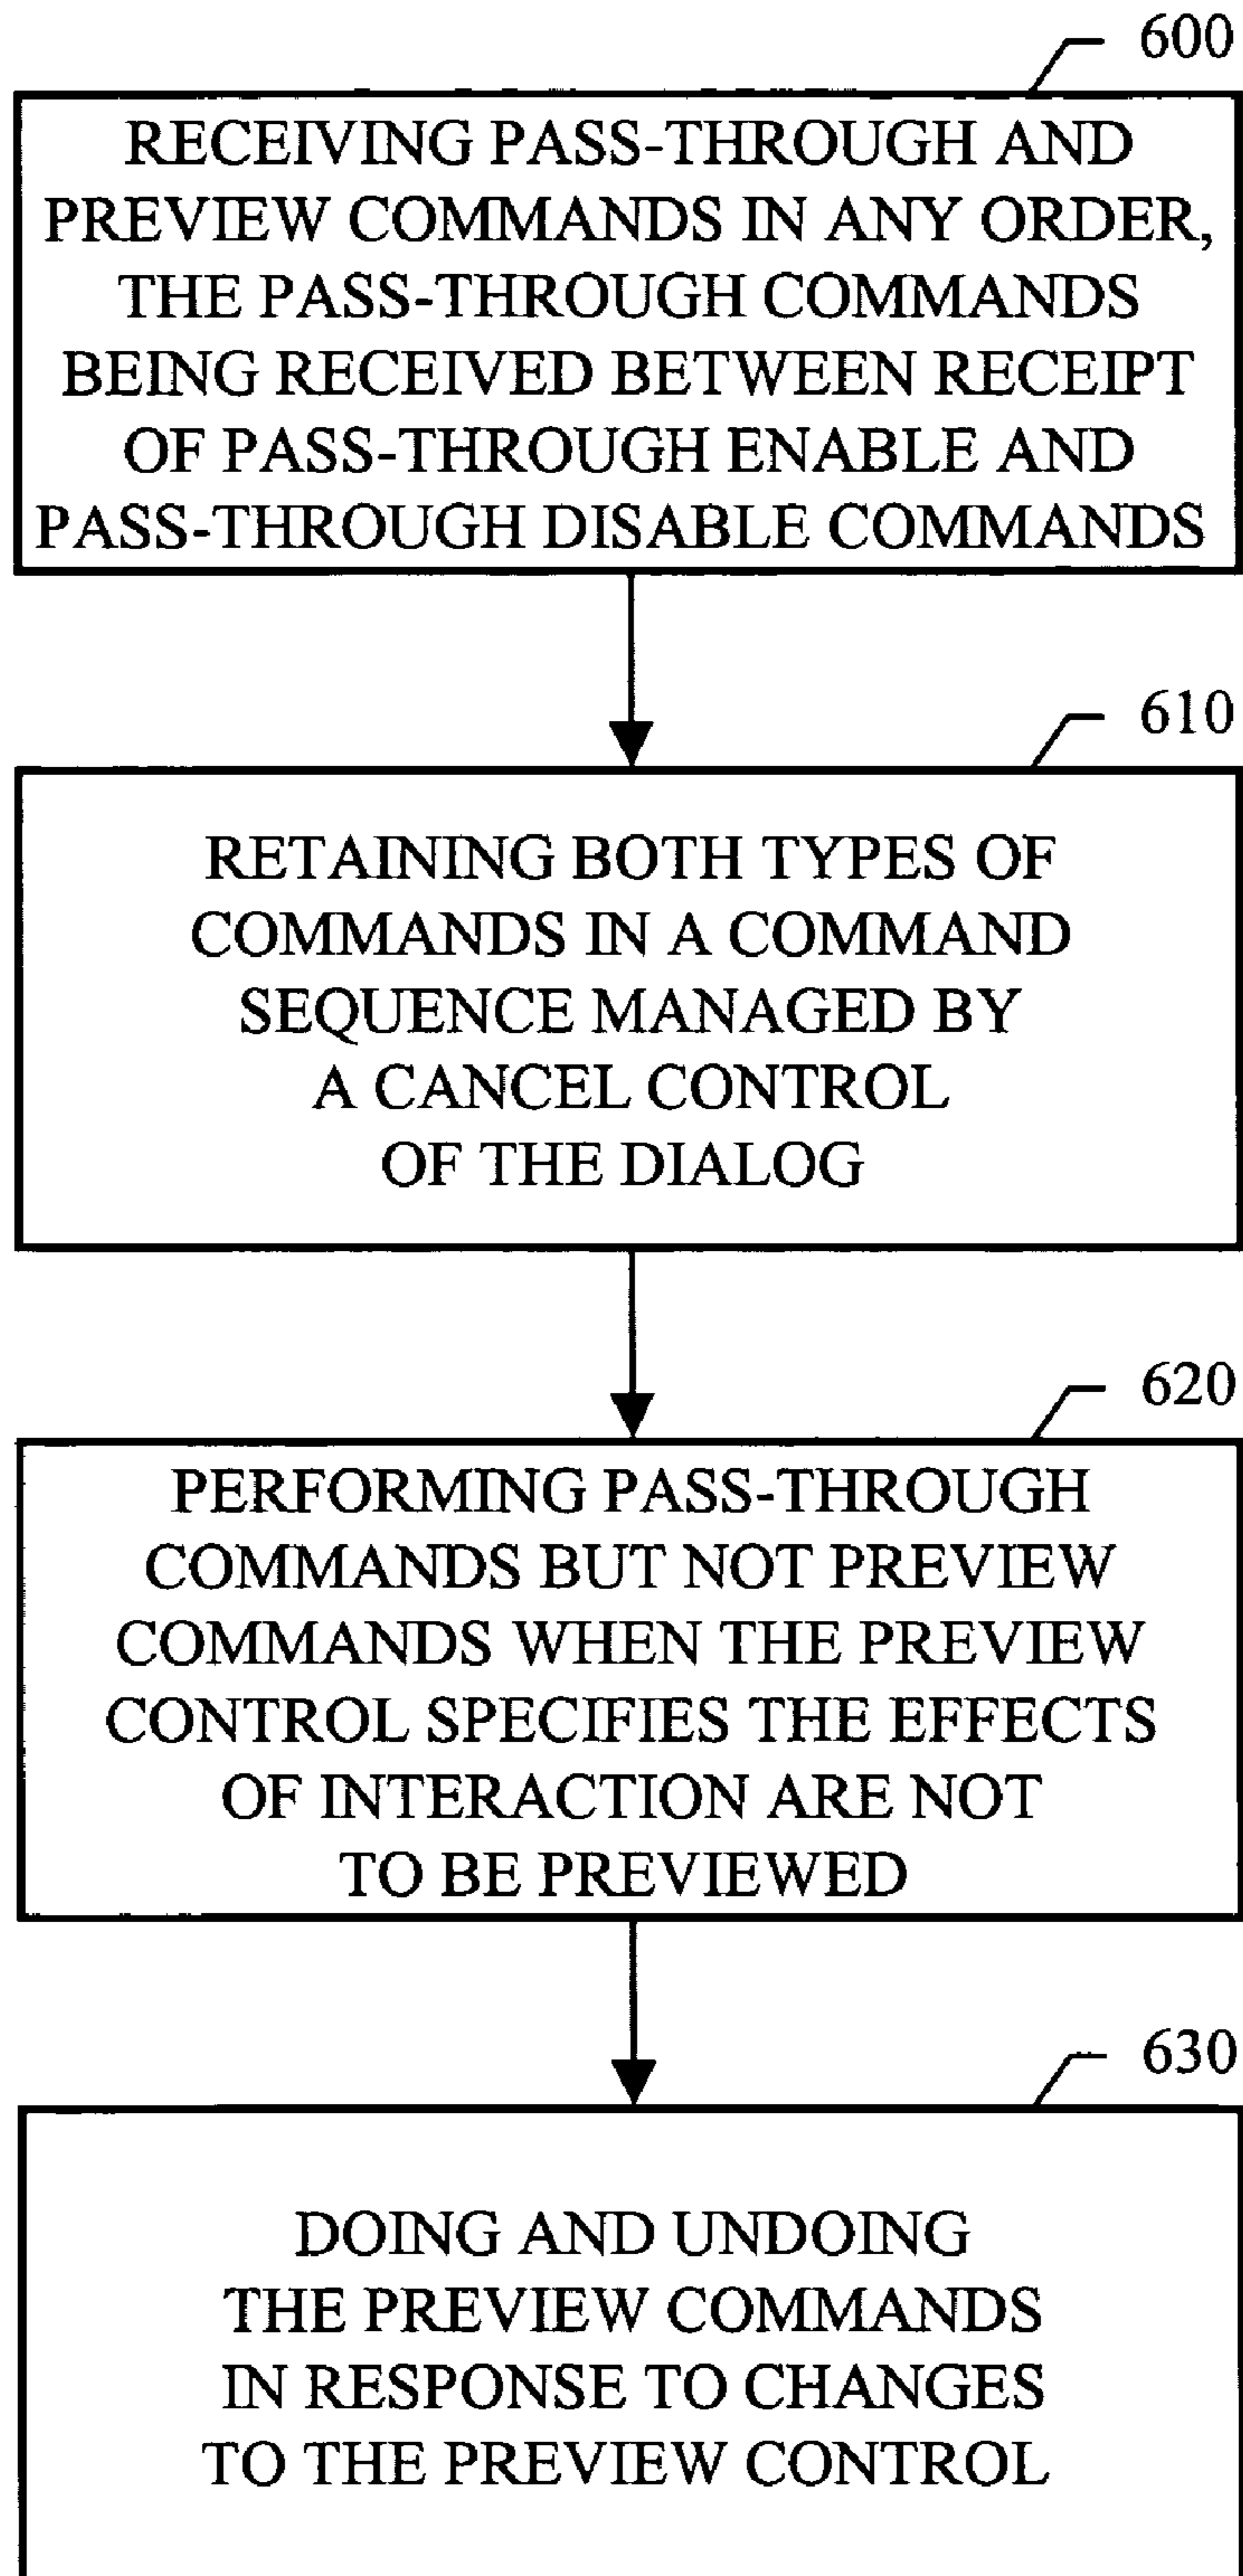 600
RECEIVING PASS-THROUGH AND
PREVIEW COMMANDS IN ANY ORDER,
THE PASS-THROUGH COMMANDS
BEING RECEIVED BETWEEN RECEIPT
OF PASS-THROUGH ENABLE AND
PASS-THROUGH DISABLE COMMANDS
610
RETAINING BOTH TYPES OF
COMMANDS IN A COMMAND
SEQUENCE MANAGED BY
A CANCEL CONTROL
OF THE DIALOG
620
PERFORMING PASS-THROUGH
COMMANDS BUT NOT PREVIEW
COMMANDS WHEN THE PREVIEW
CONTROL SPECIFIES THE EFFECTS
OF INTERACTION ARE NOT
TO BE PREVIEWED
630
DOING AND UNDOING
THE PREVIEW COMMANDS
IN RESPONSE TO CHANGES
TO THE PREVIEW CONTROL